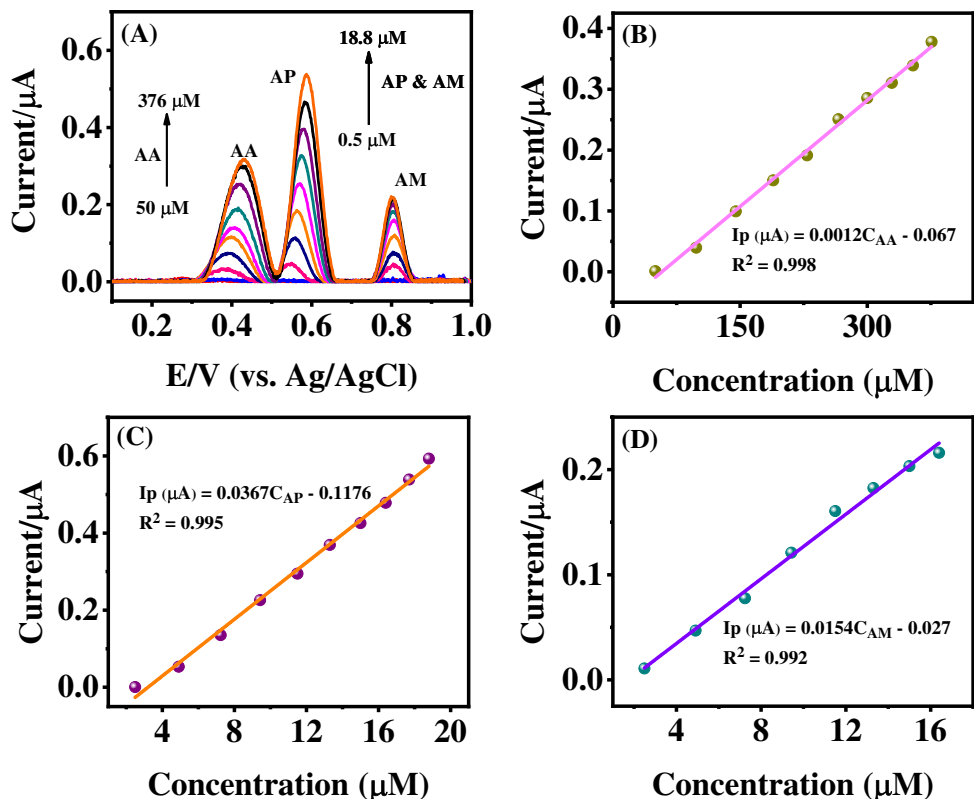 (A)
18.8 μM
AP
AP & AM
376 μM
0.5 μM
AA
AA
AM
50 μM
Current/μA
0.6
0.4
0.2
0.0
0.2
0.4
0.6
0.8
1.0
E/V (vs. Ag/AgCl)
(B)
Current/μA
0.4
0.3
0.2
0.1
0.0
Ip (μA) = 0.0012C_AA - 0.067
R² = 0.998
0
150
300
Concentration (μM)
(C)
Current/μA
0.6
0.4
0.2
0.0
Ip (μA) = 0.0367C_AP - 0.1176
R² = 0.995
4
8
12
16
20
Concentration (μM)
(D)
Current/μA
0.2
0.1
0.0
Ip (μA) = 0.0154C_AM - 0.027
R² = 0.992
4
8
12
16
Concentration (μM)